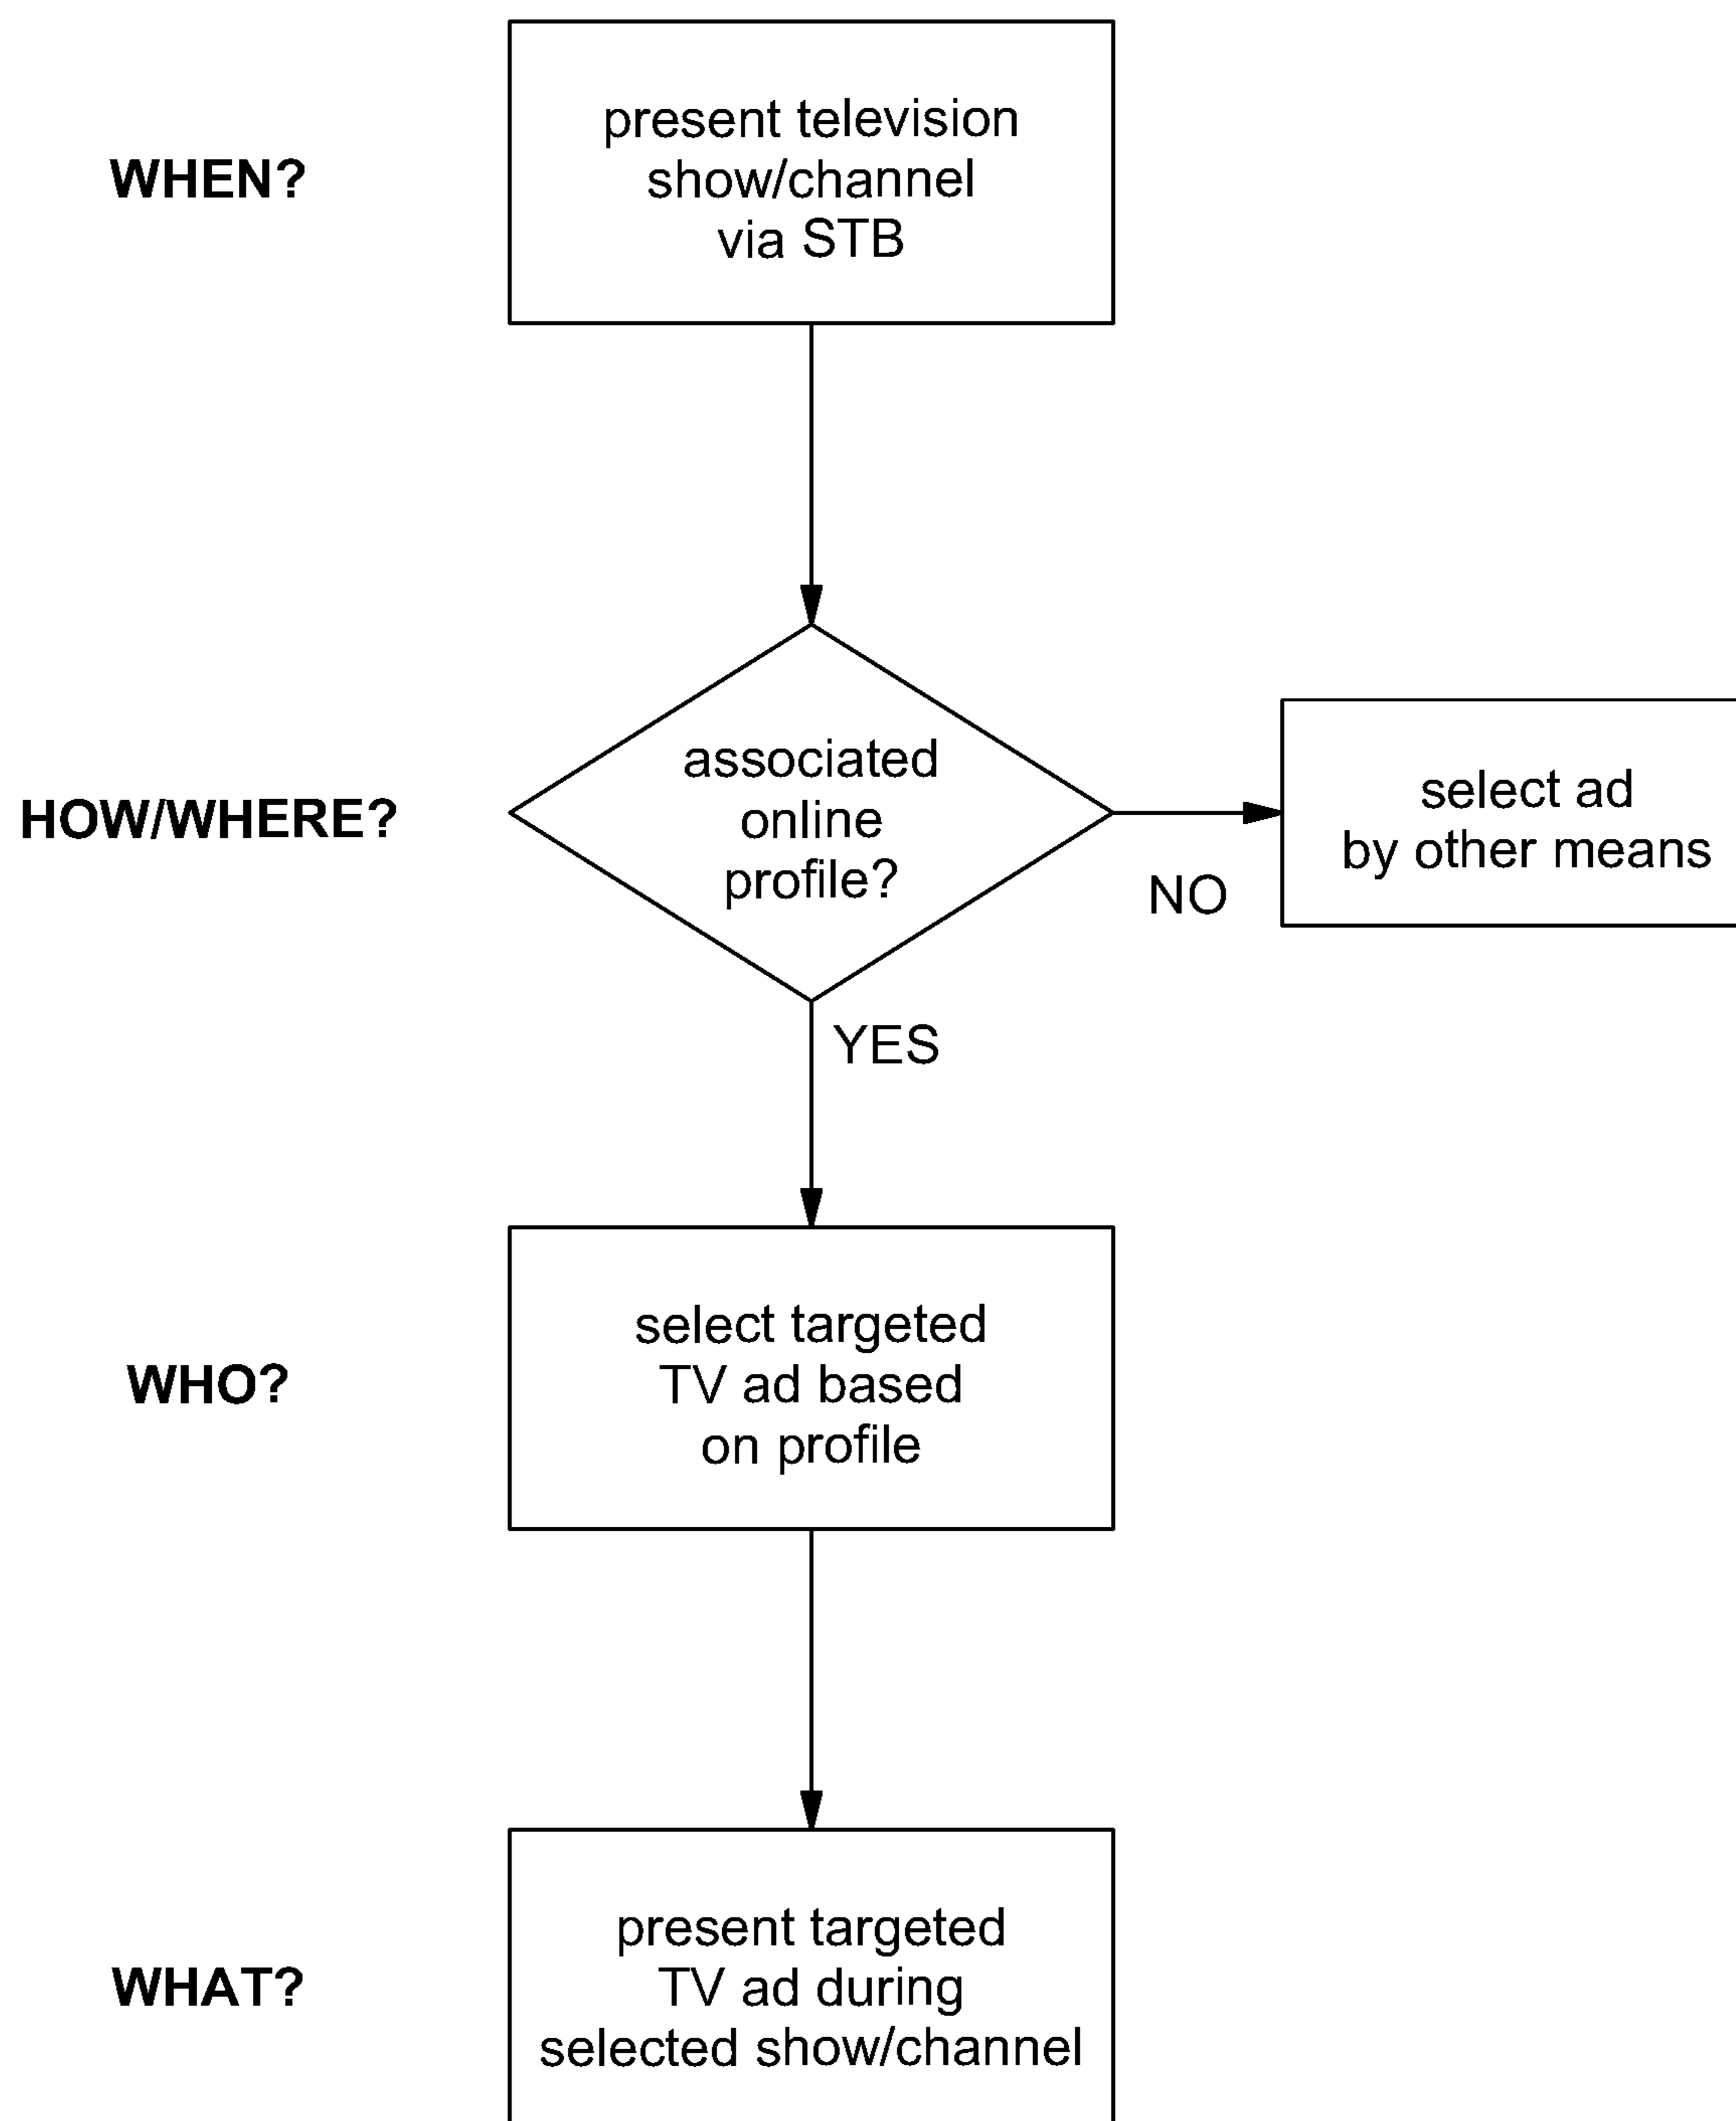 WHEN?
present television
show/channel
via STB
HOW/WHERE?
associated
online
profile?
NO
select ad
by other means
YES
WHO?
select targeted
TV ad based
on profile
WHAT?
present targeted
TV ad during
selected show/channel